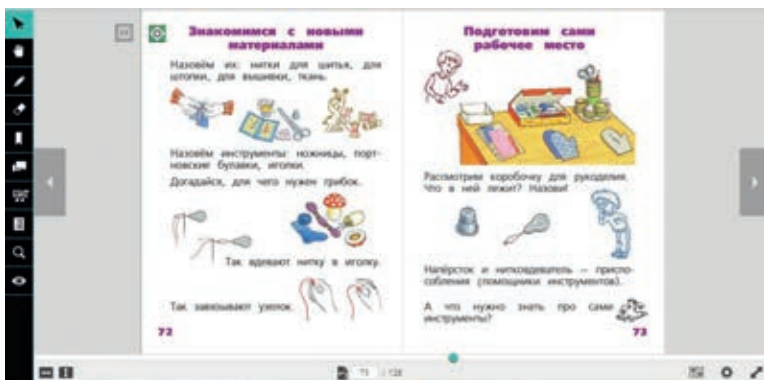 Знакомимся с новыми
материалами
Назовём их: нитки для шитья, для
штопки, для вышивки, ткань.
Назовём инструменты: ножницы, порт-
новские булавки, иголки.
Догадайся, для чего нужен грибок.
Так вдевают нитку в иголку.
Так завязывают узелок.
72
Подготовим сами
рабочее место
Рассмотрим коробочку для рукоделия.
Что в ней лежит? Назови!
Напёрсток и нитковдеватель – приспо-
собления (помощники инструментов).
А что нужно знать про сами
инструменты?
73
73 / 128